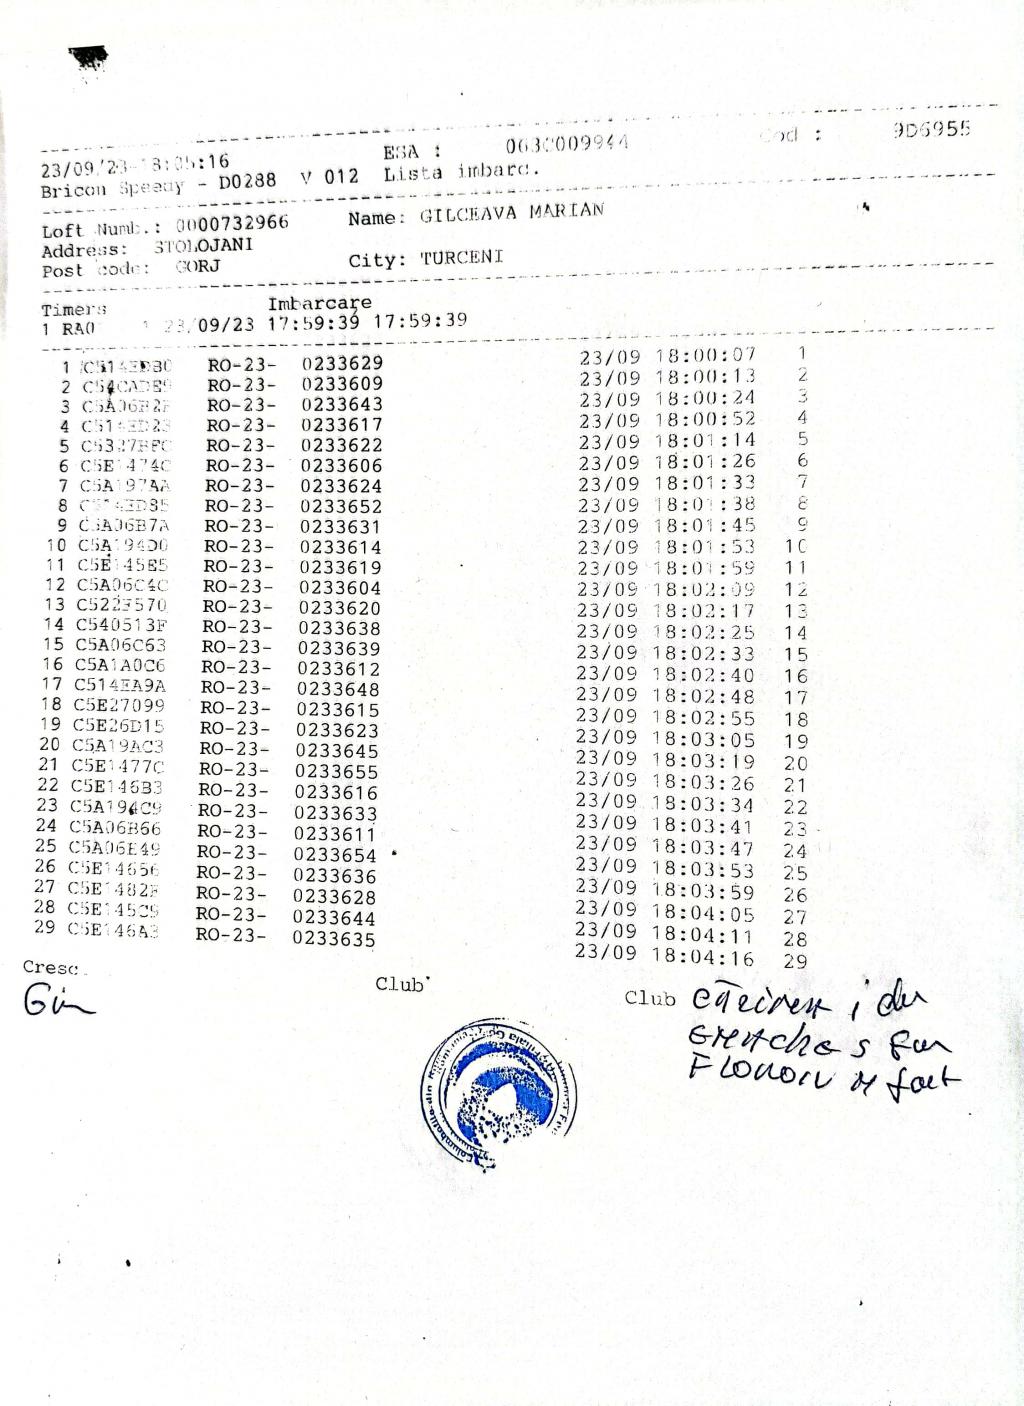 23/09/23-18:05:16 ESA : 063C009944 Cod : 9D6955
Bricon Speedy - D0288 V 012 Lista imbarc.
Loft Numb.: 0000732966 Name: GILCEAVA MARIAN
Address: STOLOJANI
Post code: GORJ City: TURCENI
Timers Imbarcare
1 RA0 1 23/09/23 17:59:39 17:59:39
1 RO-23- 0233629 23/09 18:00:07 1
2 RO-23- 0233609 23/09 18:00:13 2
3 C5A06B2F RO-23- 0233643 23/09 18:00:24 3
4 C514ED23 RO-23- 0233617 23/09 18:00:52 4
5 C5327BFC RO-23- 0233622 23/09 18:01:14 5
6 C5E1474C RO-23- 0233606 23/09 18:01:26 6
7 C5A197AA RO-23- 0233624 23/09 18:01:33 7
8 RO-23- 0233652 23/09 18:01:38 8
9 C5A06B7A RO-23- 0233631 23/09 18:01:45 9
10 C5A194D0 RO-23- 0233614 23/09 18:01:53 10
11 C5E145E5 RO-23- 0233619 23/09 18:01:59 11
12 C5A06C4C RO-23- 0233604 23/09 18:02:09 12
13 C522F570 RO-23- 0233620 23/09 18:02:17 13
14 C540513F RO-23- 0233638 23/09 18:02:25 14
15 C5A06C63 RO-23- 0233639 23/09 18:02:33 15
16 C5A1A0C6 RO-23- 0233612 23/09 18:02:40 16
17 C514EA9A RO-23- 0233648 23/09 18:02:48 17
18 C5E27099 RO-23- 0233615 23/09 18:02:55 18
19 C5E26D15 RO-23- 0233623 23/09 18:03:05 19
20 C5A19AC3 RO-23- 0233645 23/09 18:03:19 20
21 C5E1477C RO-23- 0233655 23/09 18:03:26 21
22 C5E146B3 RO-23- 0233616 23/09 18:03:34 22
23 C5A194C9 RO-23- 0233633 23/09 18:03:41 23
24 C5A06B66 RO-23- 0233611 23/09 18:03:47 24
25 C5A06E49 RO-23- 0233654 23/09 18:03:53 25
26 C5E14656 RO-23- 0233636 23/09 18:03:59 26
27 C5E1482F RO-23- 0233628 23/09 18:04:05 27
28 C5E145C9 RO-23- 0233644 23/09 18:04:11 28
29 C5E146A3 RO-23- 0233635 23/09 18:04:16 29
Cresc. Club Club